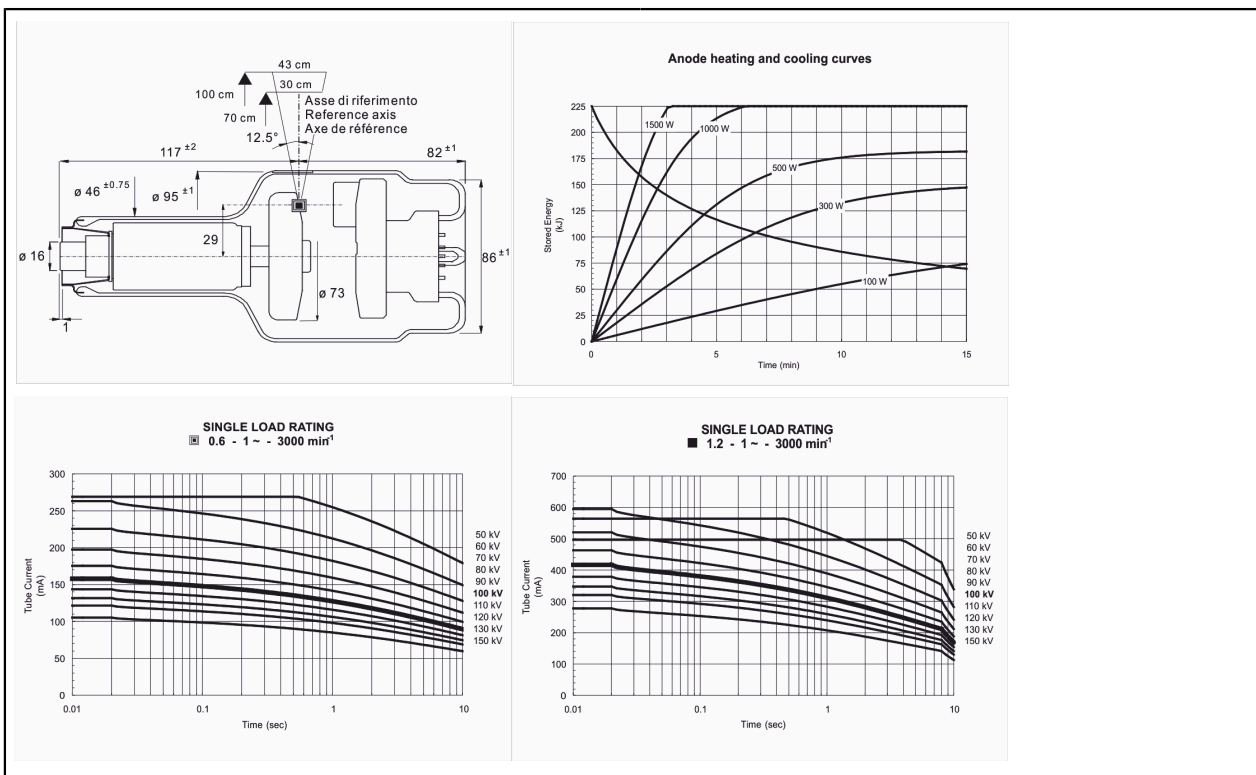 43 cm
30 cm
100 cm
70 cm
Asse di riferimento
Reference axis
Axe de référence
12.5°
117 ±2
82 ±1
ø 46 ±0.75
ø 95 ±1
29
ø 16
86 ±1
ø 73
1
Anode heating and cooling curves
225
200
175
150
125
100
75
50
25
0
Stored Energy
(kJ)
1500 W
1000 W
500 W
300 W
100 W
0
5
10
15
Time (min)
SINGLE LOAD RATING
0.6 - 1 ~ - 3000 min-1
300
250
200
150
100
50
0
Tube Current
(mA)
50 kV
60 kV
70 kV
80 kV
90 kV
100 kV
110 kV
120 kV
130 kV
150 kV
0.01
0.1
1
10
Time (sec)
SINGLE LOAD RATING
1.2 - 1 ~ - 3000 min-1
700
600
500
400
300
200
100
0
Tube Current
(mA)
50 kV
60 kV
70 kV
80 kV
90 kV
100 kV
110 kV
120 kV
130 kV
150 kV
0.01
0.1
1
10
Time (sec)